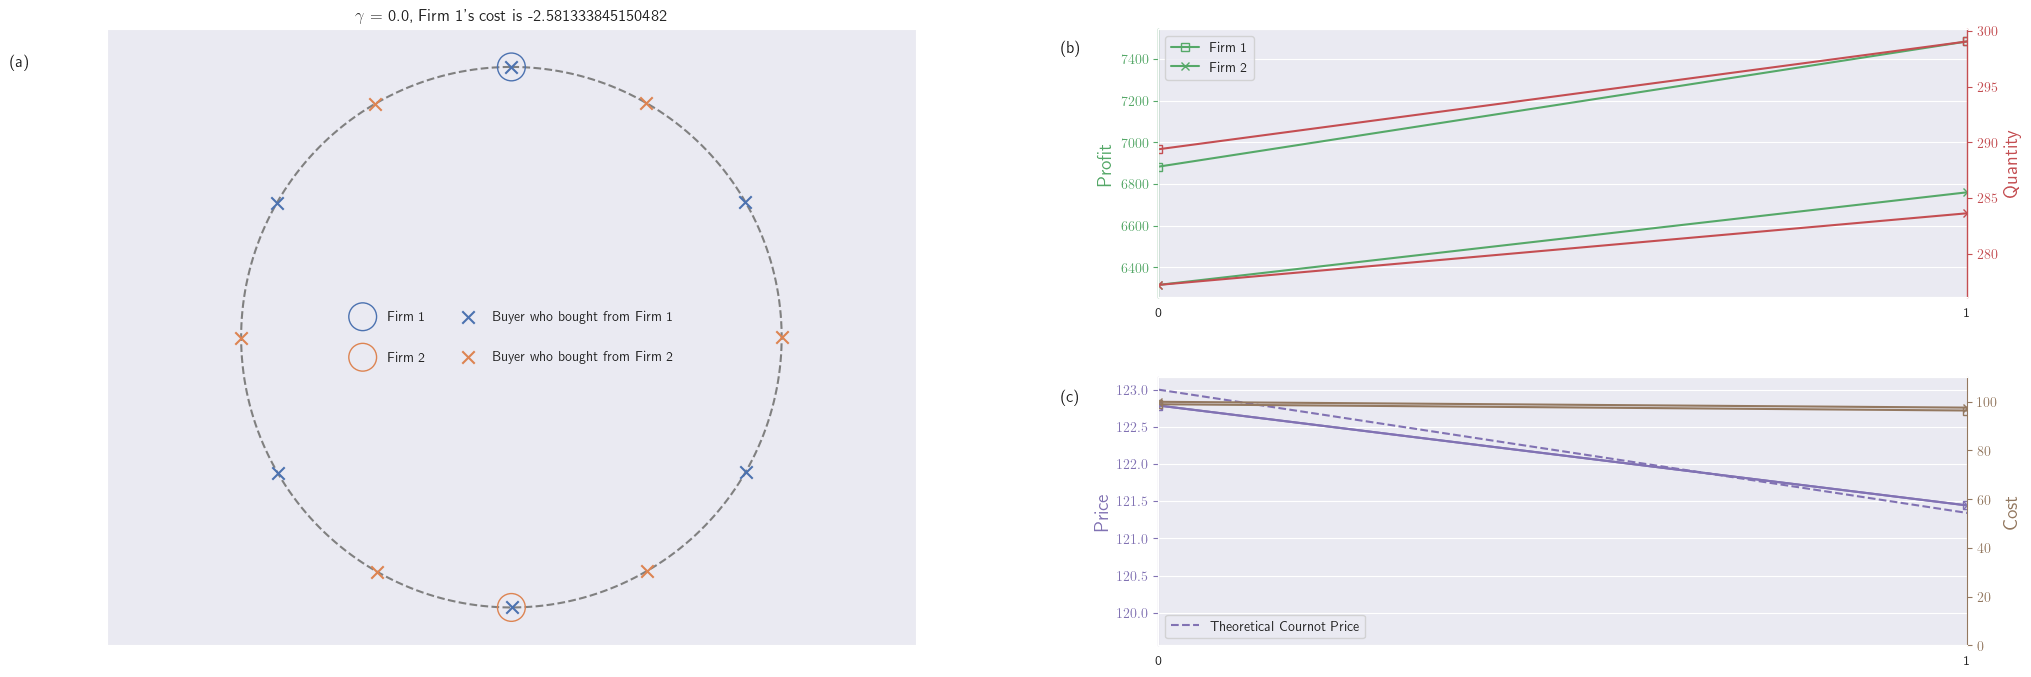 γ = 0.0, Firm 1's cost is -2.581333845150482
(a)
Firm 1
Buyer who bought from Firm 1
Firm 2
Buyer who bought from Firm 2
(b)
Firm 1
Firm 2
Profit
7400
7200
7000
6800
6600
6400
Quantity
300
295
290
285
280
0
1
(c)
Price
123.0
122.5
122.0
121.5
121.0
120.5
120.0
Cost
100
80
60
40
20
0
Theoretical Cournot Price
0
1